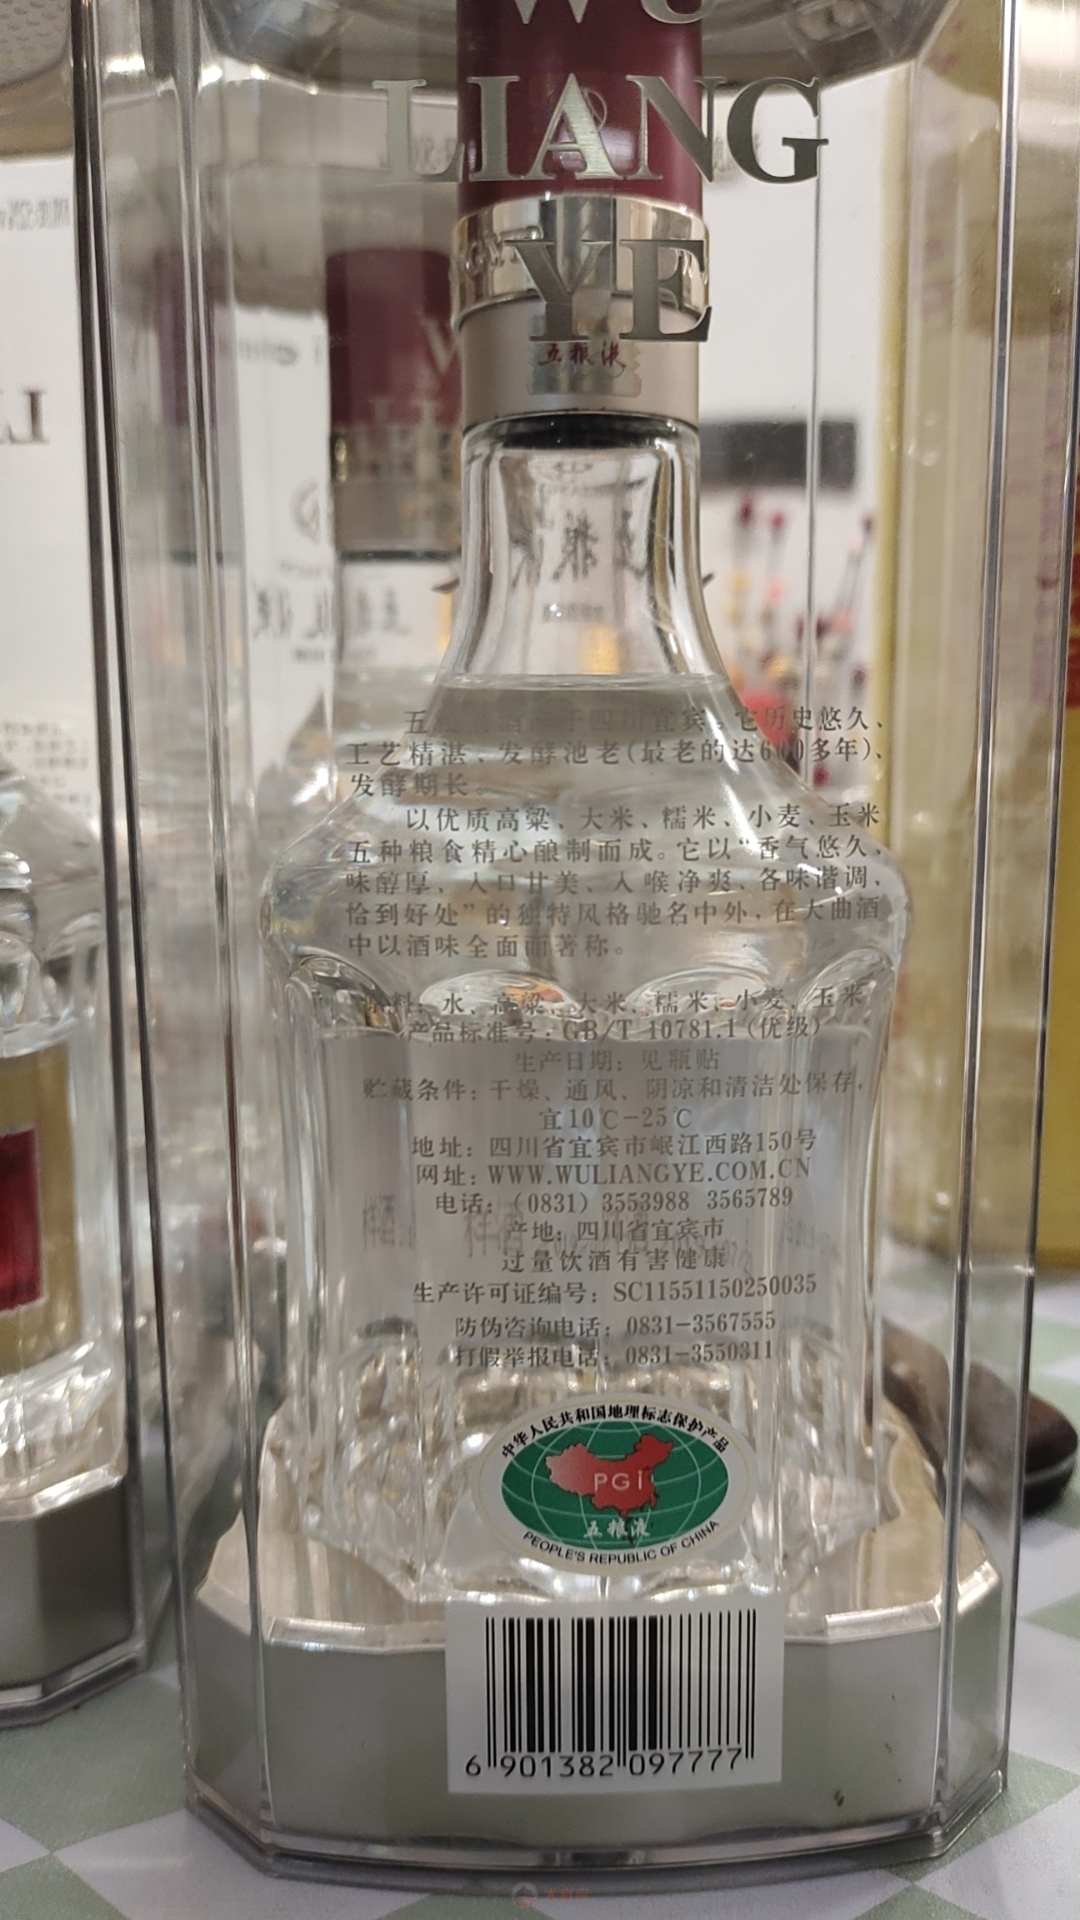 WU
LIANG
YE
五粮液
五粮液酒产于四川宜宾。它历史悠久、
工艺精湛、发酵池老(最老的达600多年)、
发酵期长。
以优质高粱、大米、糯米、小麦、玉米
五种粮食精心酿制而成。它以“香气悠久、
味醇厚、入口甘美、入喉净爽、各味谐调、
恰到好处”的独特风格驰名中外,在大曲酒
中以酒味全面而著称。
原料:水、高粱、大米、糯米、小麦、玉米
产品标准号:GB/T 10781.1(优级)
生产日期:见瓶贴
贮藏条件:干燥、通风、阴凉和清洁处保存,
宜10℃-25℃
地址:四川省宜宾市岷江西路150号
网址:WWW.WULIANGYE.COM.CN
电话:(0831)3553988 3565789
产地:四川省宜宾市
过量饮酒有害健康
生产许可证编号:SC11551150250035
防伪咨询电话:0831-3567555
打假举报电话:0831-3550311
中华人民共和国地理标志保护产品
PGI
五粮液
PEOPLE'S REPUBLIC OF CHINA
6 901382 097777